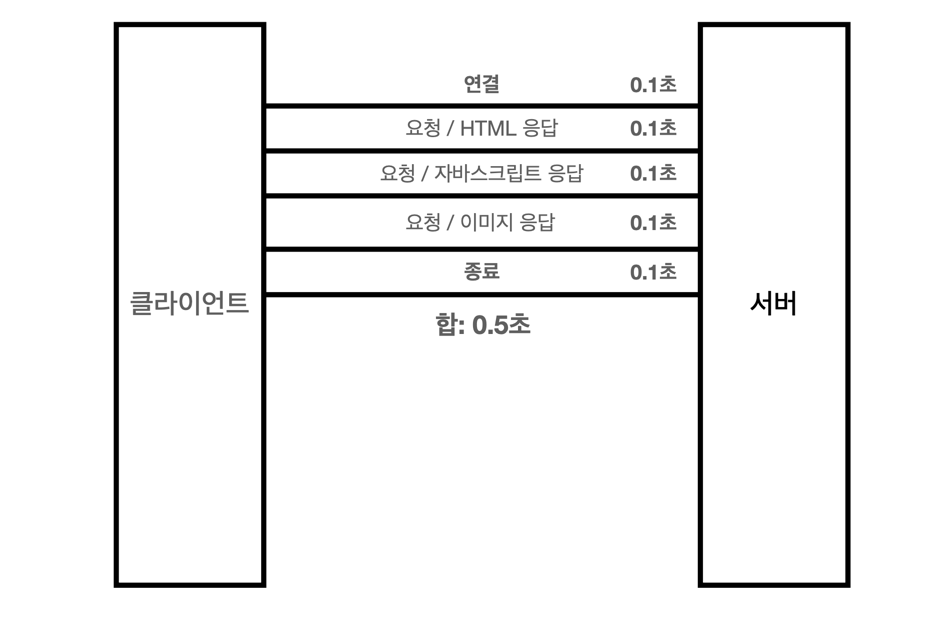 연결 0.1초
요청 / HTML 응답 0.1초
요청 / 자바스크립트 응답 0.1초
요청 / 이미지 응답 0.1초
종료 0.1초
클라이언트
서버
합: 0.5초